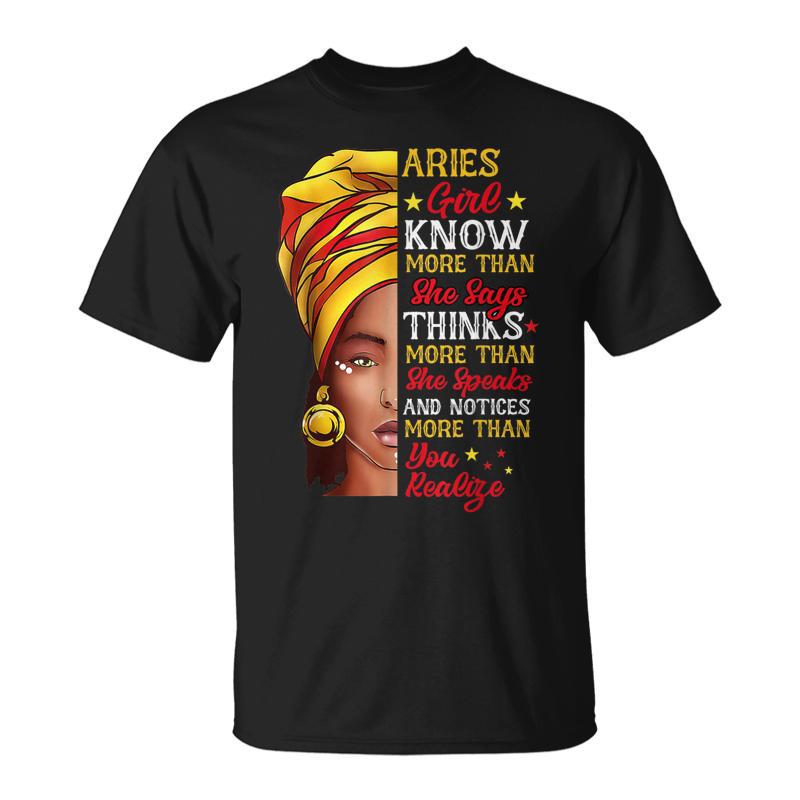 ARIES
Girl
KNOW
MORE THAN
She Says
THINKS
MORE THAN
She Speaks
AND NOTICES
MORE THAN
You
Realize